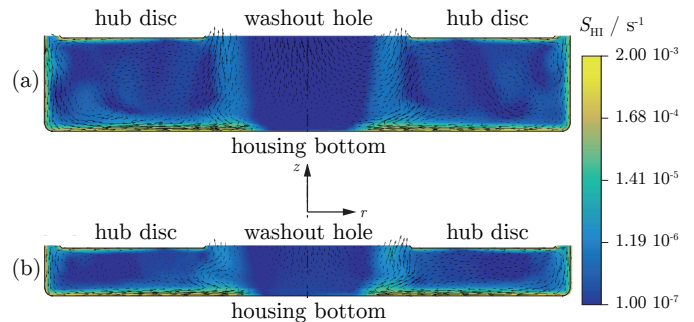 hub disc washout hole hub disc
(a)
housing bottom
z
r
hub disc washout hole hub disc
(b)
housing bottom
S_HI / s⁻¹
2.00 10⁻³
1.68 10⁻⁴
1.41 10⁻⁵
1.19 10⁻⁶
1.00 10⁻⁷